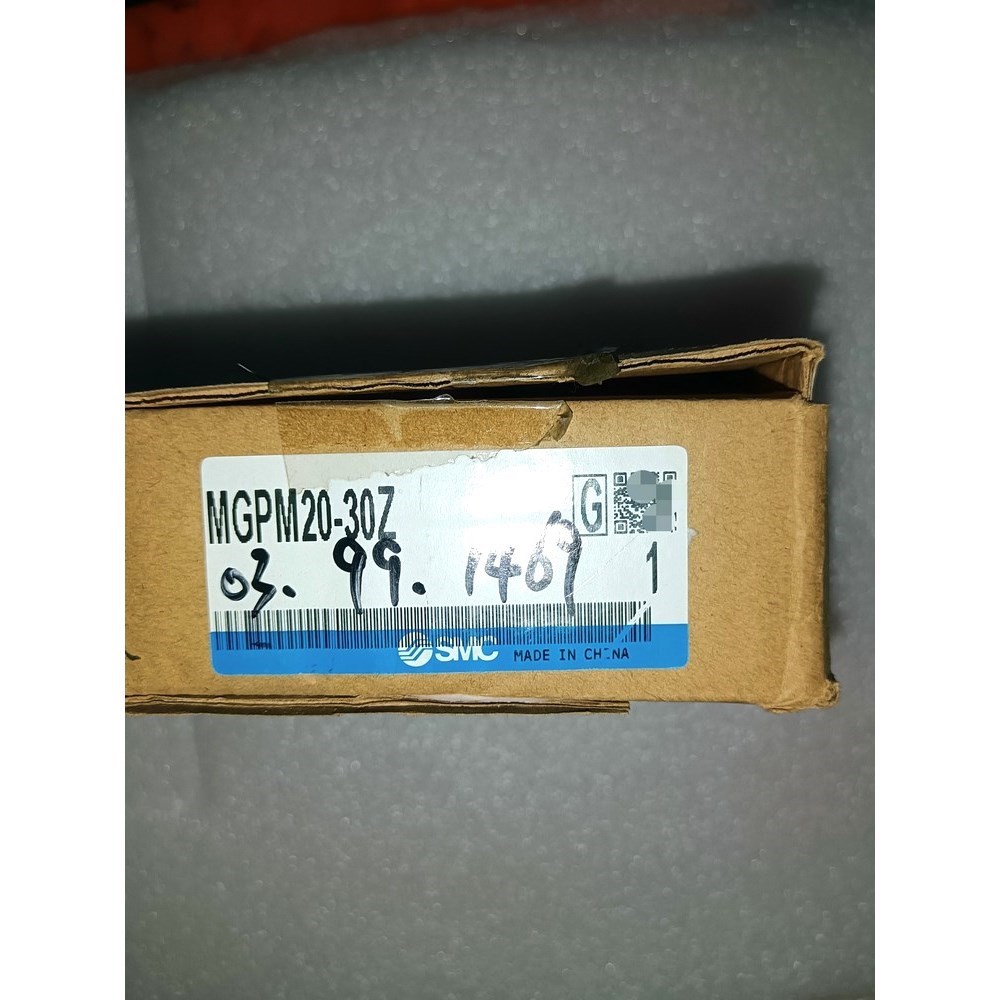 MGPM20-30Z
G
03. 99. 1469
1
SMC
MADE IN CHINA